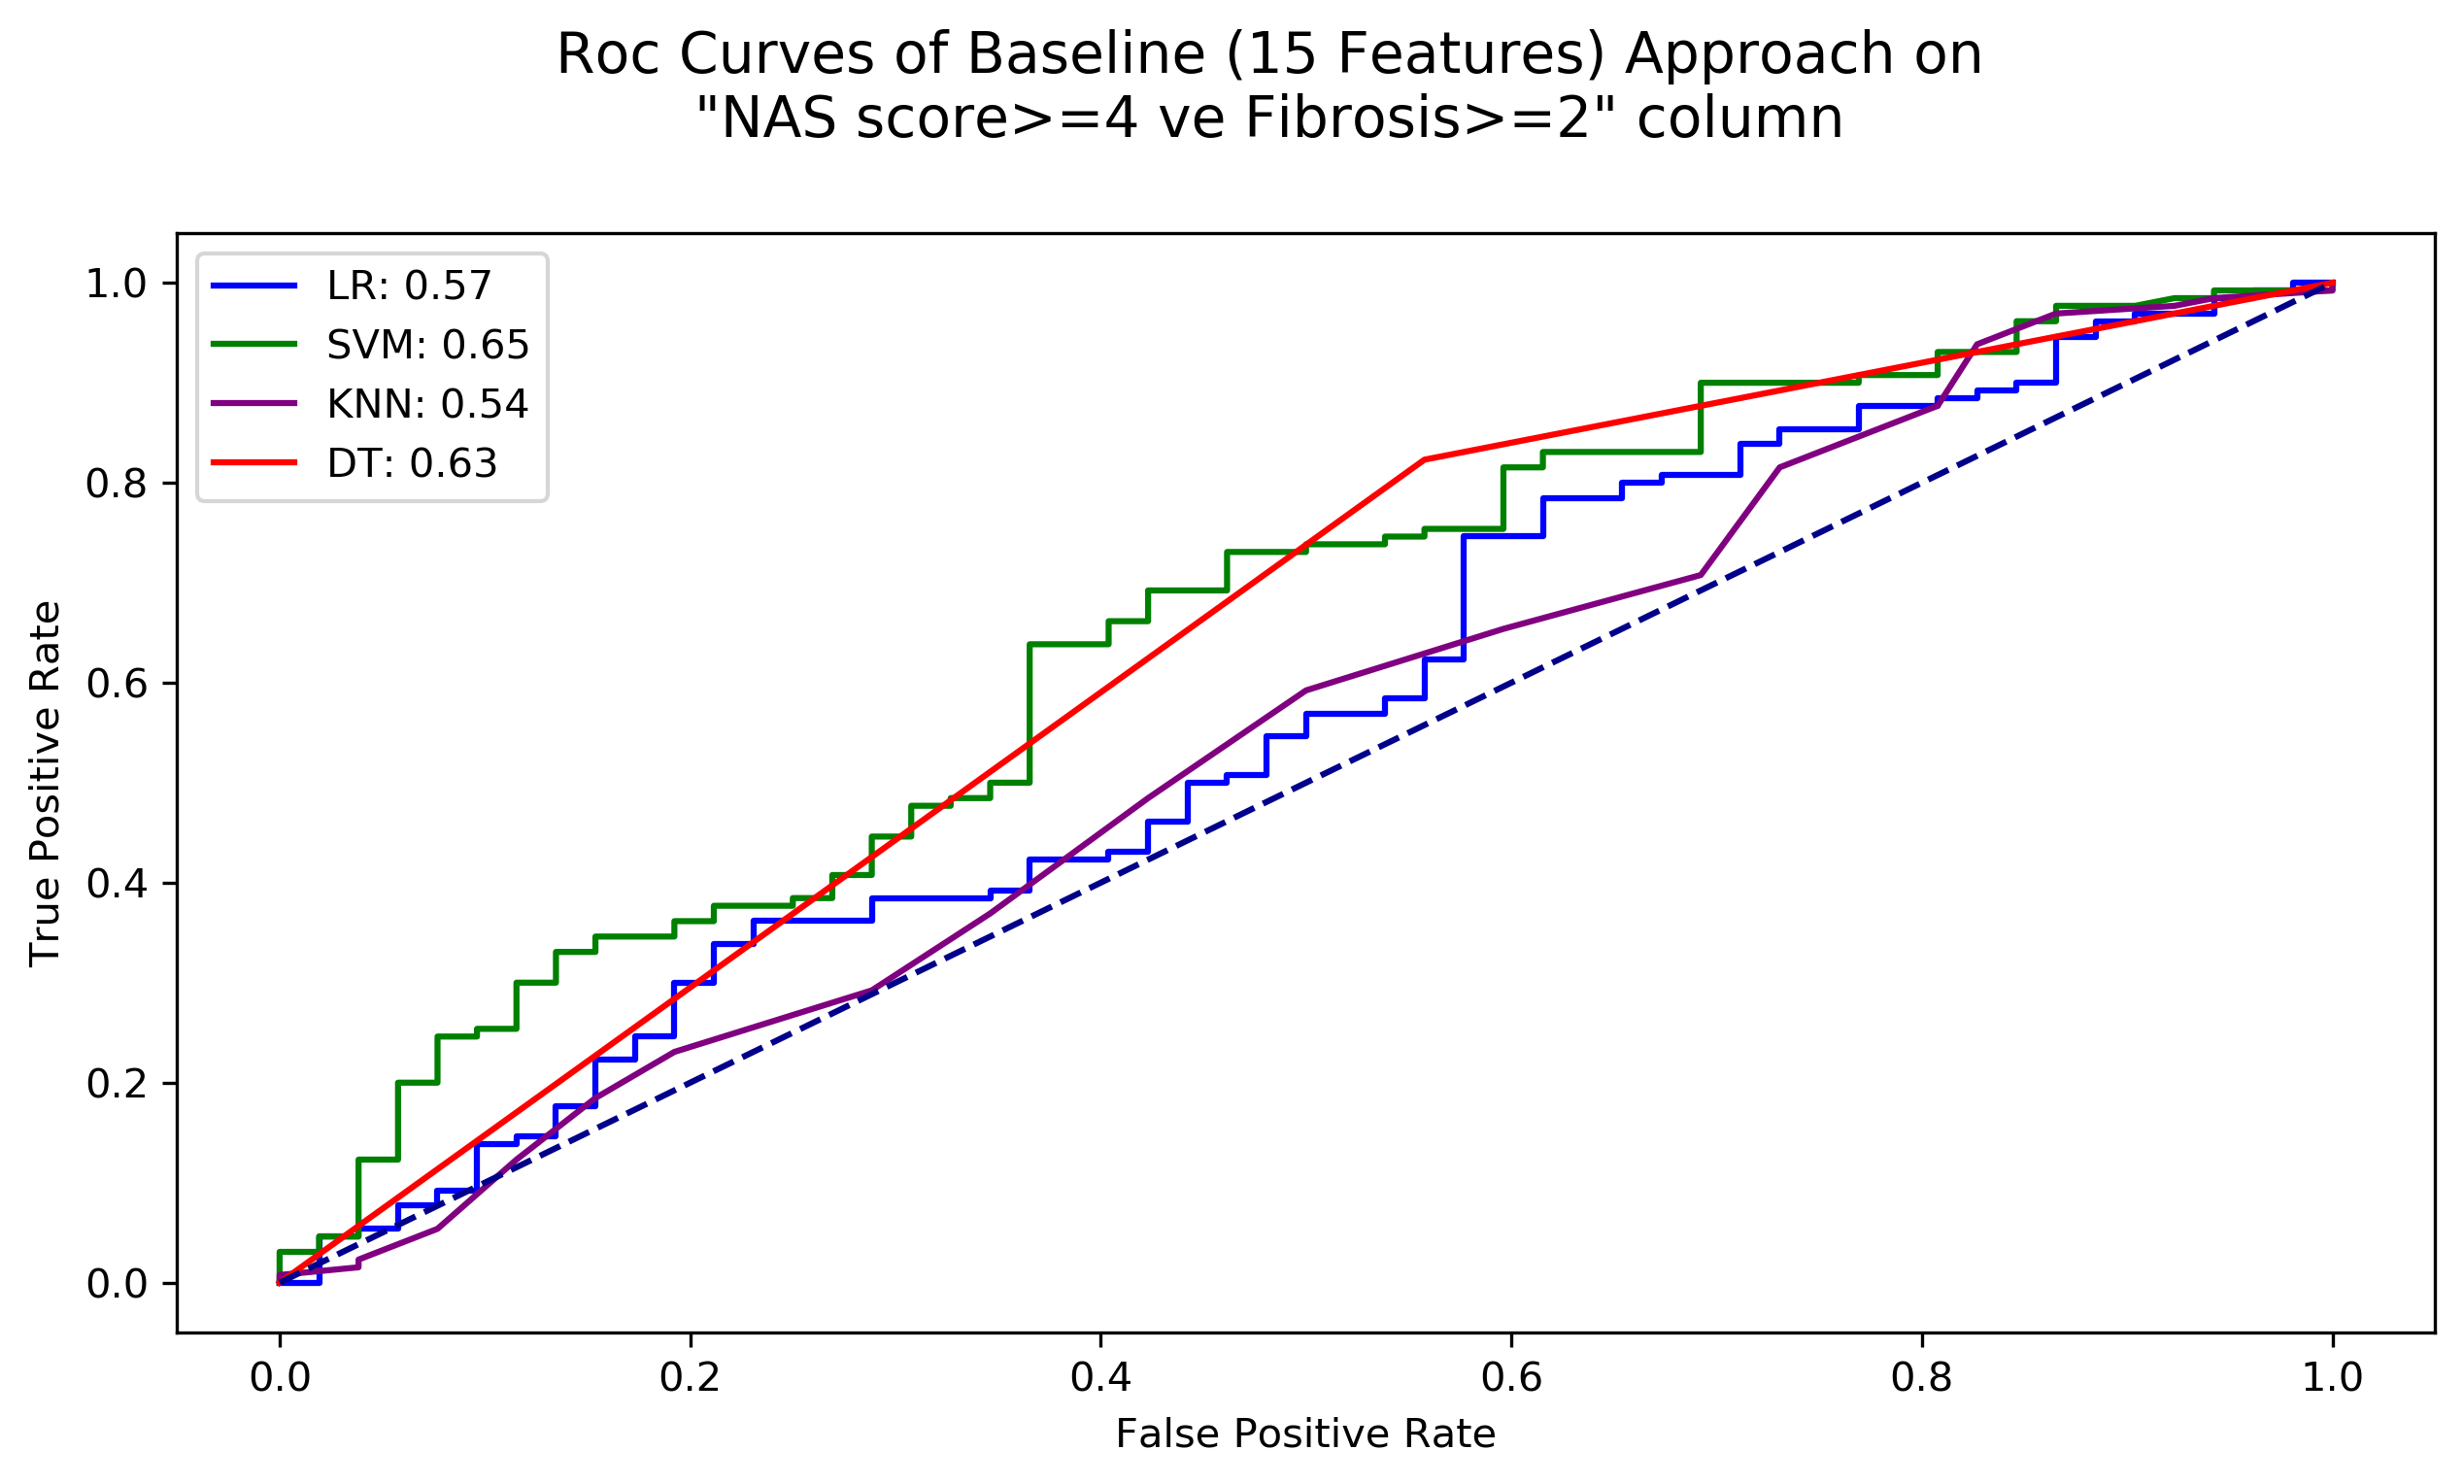 Roc Curves of Baseline (15 Features) Approach on
"NAS score>=4 ve Fibrosis>=2" column
LR: 0.57
SVM: 0.65
KNN: 0.54
DT: 0.63
1.0
0.8
0.6
0.4
0.2
0.0
True Positive Rate
0.0 0.2 0.4 0.6 0.8 1.0
False Positive Rate